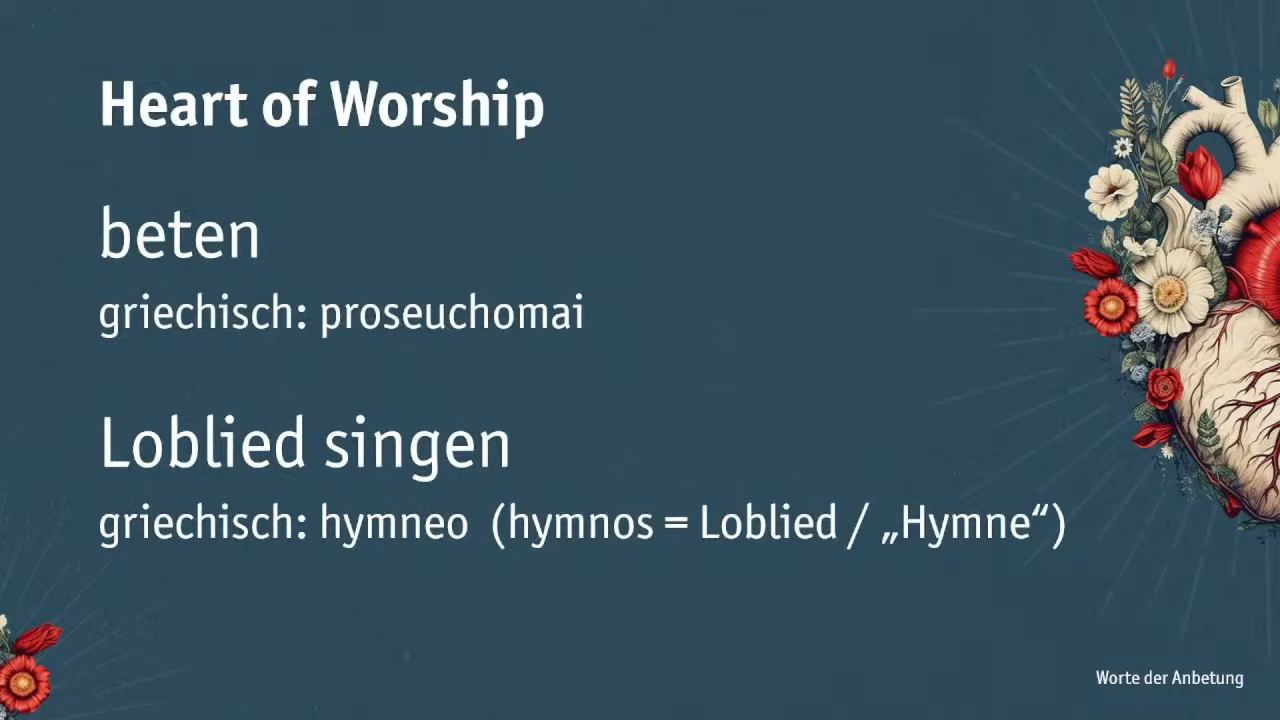 Heart of Worship
beten
griechisch: proseuchomai
Loblied singen
griechisch: hymneo (hymnos = Loblied / „Hymne“)
Worte der Anbetung